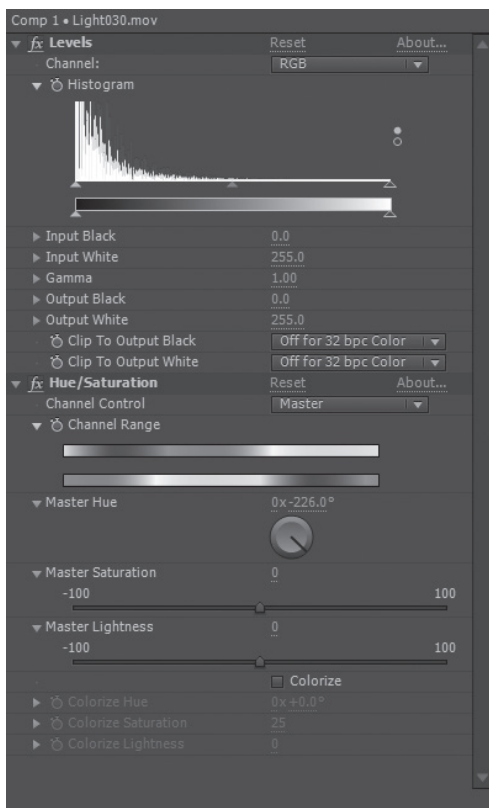 Comp 1 • Light030.mov
fx Levels Reset About...
Channel: RGB
Histogram
Input Black 0.0
Input White 255.0
Gamma 1.00
Output Black 0.0
Output White 255.0
Clip To Output Black Off for 32 bpc Color
Clip To Output White Off for 32 bpc Color
fx Hue/Saturation Reset About...
Channel Control Master
Channel Range
Master Hue 0x-226.0°
Master Saturation 0
-100 100
Master Lightness 0
-100 100
Colorize
Colorize Hue 0x+0.0°
Colorize Saturation 25
Colorize Lightness 0